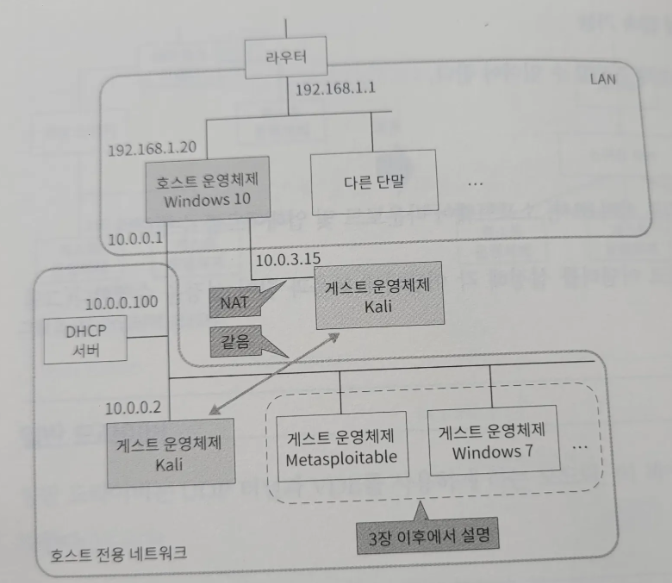 라우터
192.168.1.1
LAN
192.168.1.20
호스트 운영체제
Windows 10
다른 단말
...
10.0.0.1
10.0.3.15
NAT
게스트 운영체제
Kali
10.0.0.100
DHCP
서버
같음
10.0.0.2
게스트 운영체제
Kali
게스트 운영체제
Metasploitable
게스트 운영체제
Windows 7
...
3장 이후에서 설명
호스트 전용 네트워크